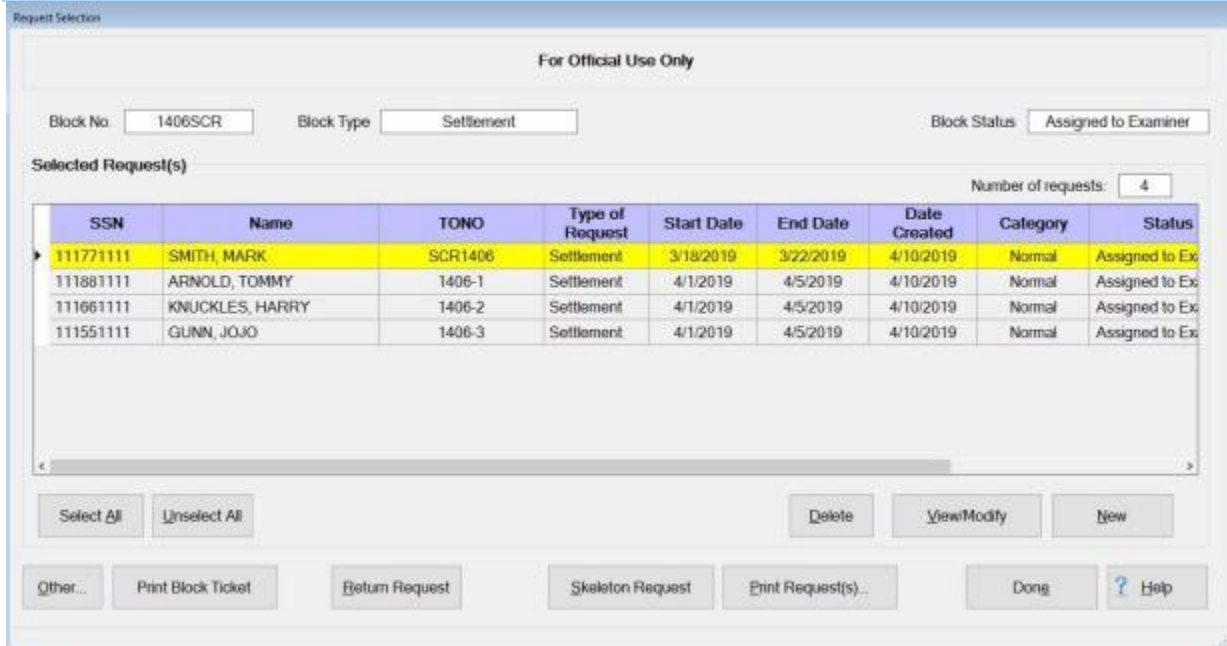 Request Selection
For Official Use Only
Block No. 1406SCR Block Type Settlement Block Status Assigned to Examiner
Selected Request(s)
Number of requests: 4
SSN Name TONO Type of Request Start Date End Date Date Created Category Status
111771111 SMITH, MARK SCR1406 Settlement 3/18/2019 3/22/2019 4/10/2019 Normal Assigned to Ex
111881111 ARNOLD, TOMMY 1406-1 Settlement 4/1/2019 4/5/2019 4/10/2019 Normal Assigned to Ex
111661111 KNUCKLES, HARRY 1406-2 Settlement 4/1/2019 4/5/2019 4/10/2019 Normal Assigned to Ex
111551111 GUNN, JOJO 1406-3 Settlement 4/1/2019 4/5/2019 4/10/2019 Normal Assigned to Ex
Select All Unselect All Delete View/Modify New
Other... Print Block Ticket Return Request Skeleton Request Print Request(s)... Done ? Help